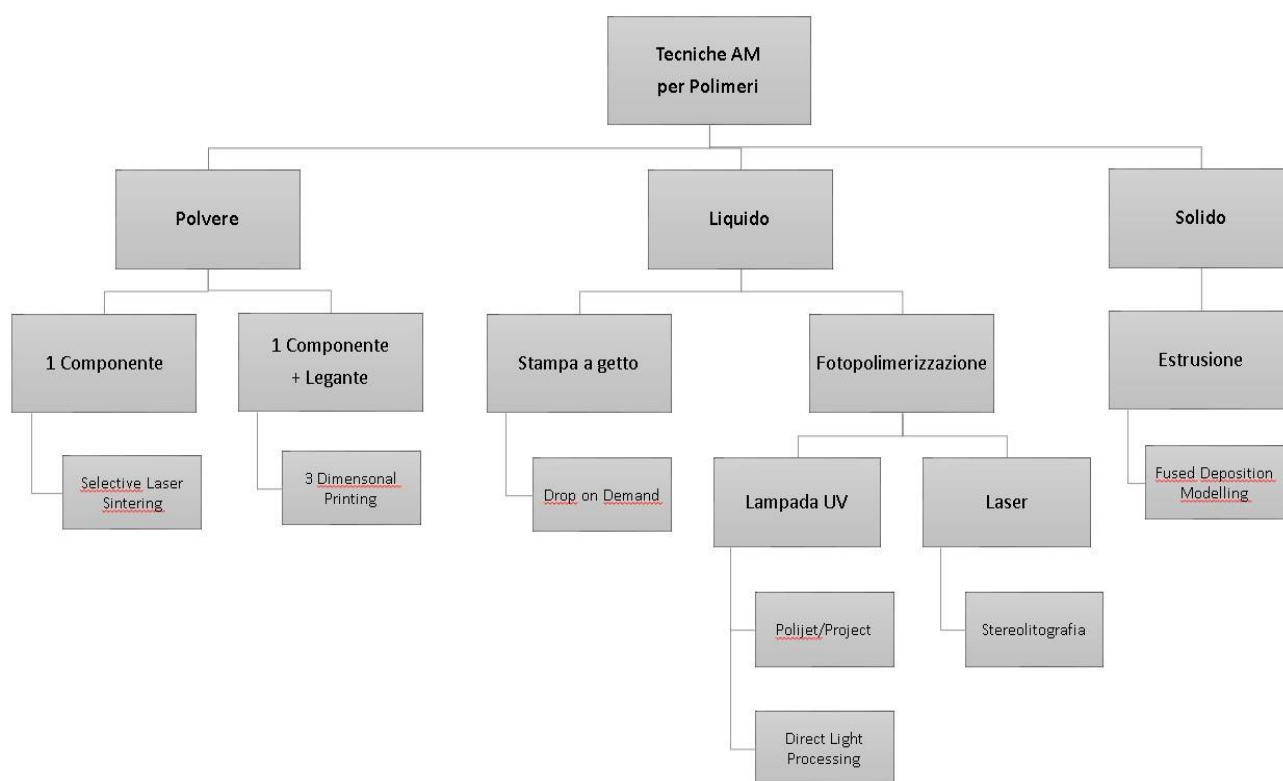 Tecniche AM
per Polimeri
Polvere
Liquido
Solido
1 Componente
1 Componente
+ Legante
Stampa a getto
Fotopolimerizzazione
Estrusione
Selective Laser
Sintering
3 Dimensonal
Printing
Drop on Demand
Lampada UV
Laser
Fused Deposition
Modelling
Polijet/Project
Stereolitografia
Direct Light
Processing